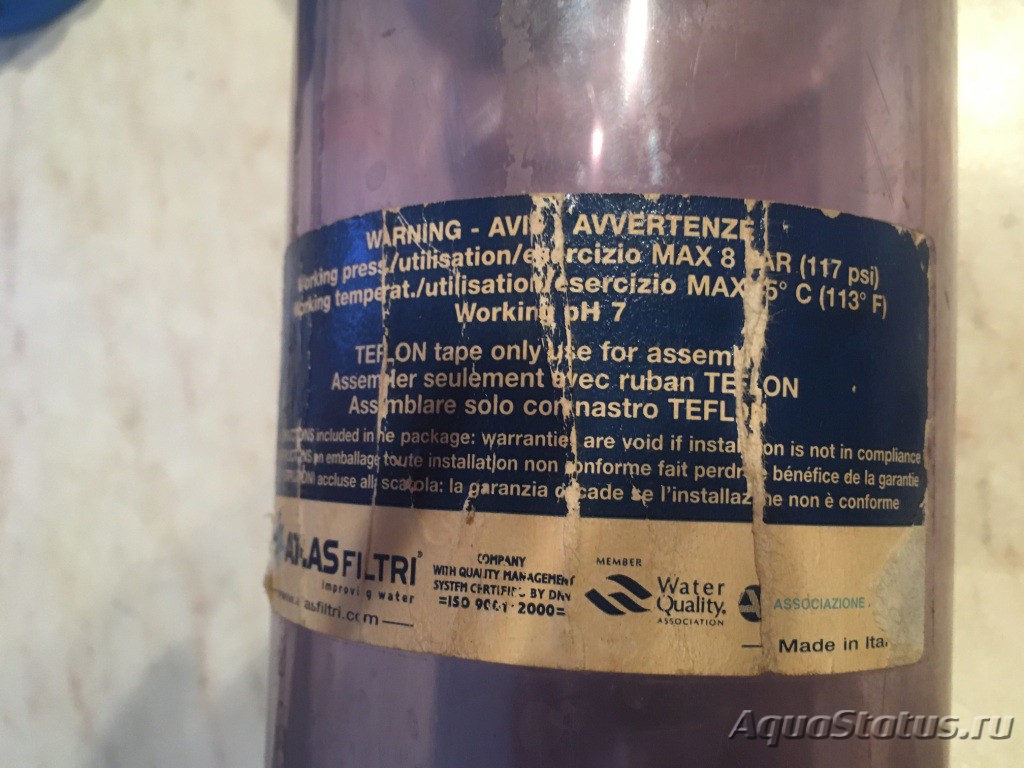 WARNING - AVIS AVVERTENZE
Working press./utilisation/esercizio MAX 8 BAR (117 psi)
Working temperat./utilisation/esercizio MAX 45° C (113° F)
Working pH 7
TEFLON tape only use for assembly
Assembler seulement avec ruban TEFLON
Assemblare solo con nastro TEFLON
included in the package: warranties are void if installation is not in compliance
en emballage toute installation non conforme fait perdre bénéfice de la garantie
accluse alla scatola: la garanzia decade se l'installazione non è conforme
ATLAS FILTRI®
improving water
www.atlasfiltri.com
COMPANY
WITH QUALITY MANAGEMENT
SYSTEM CERTIFIED BY DNV
=ISO 9001:2000=
MEMBER
Water
Quality
ASSOCIATION
ASSOCIAZIONE
Made in Italy
AquaStatus.ru